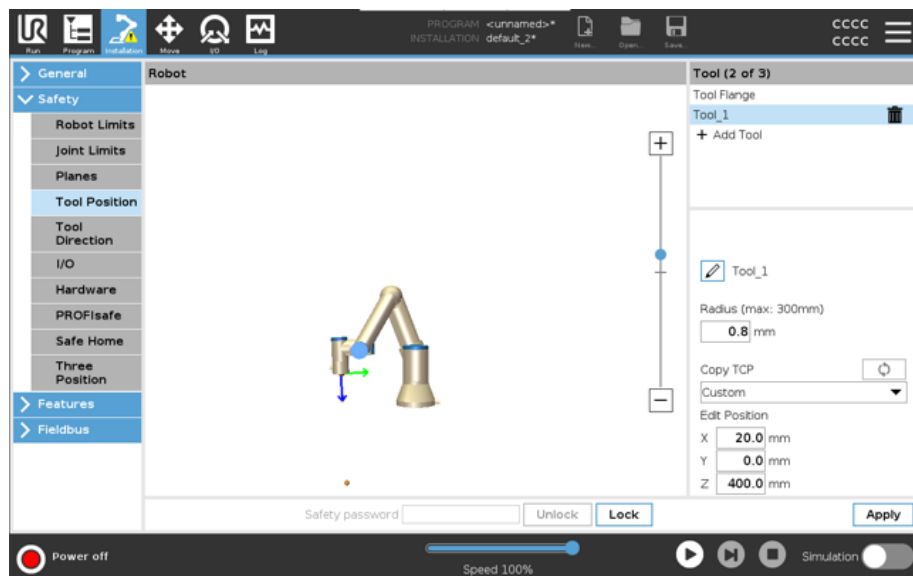 PROGRAM <unnamed>*
INSTALLATION default_2*
CCCC
CCCC
Run Program Installation Move I/O Log New... Open... Save...
General
Safety
Robot Limits
Joint Limits
Planes
Tool Position
Tool
Direction
I/O
Hardware
PROFIsafe
Safe Home
Three
Position
Features
Fieldbus
Robot
Tool (2 of 3)
Tool Flange
Tool_1
+ Add Tool
Tool_1
Radius (max: 300mm)
0.8 mm
Copy TCP
Custom
Edit Position
X 20.0 mm
Y 0.0 mm
Z 400.0 mm
Safety password Unlock Lock Apply
Power off
Speed 100%
Simulation